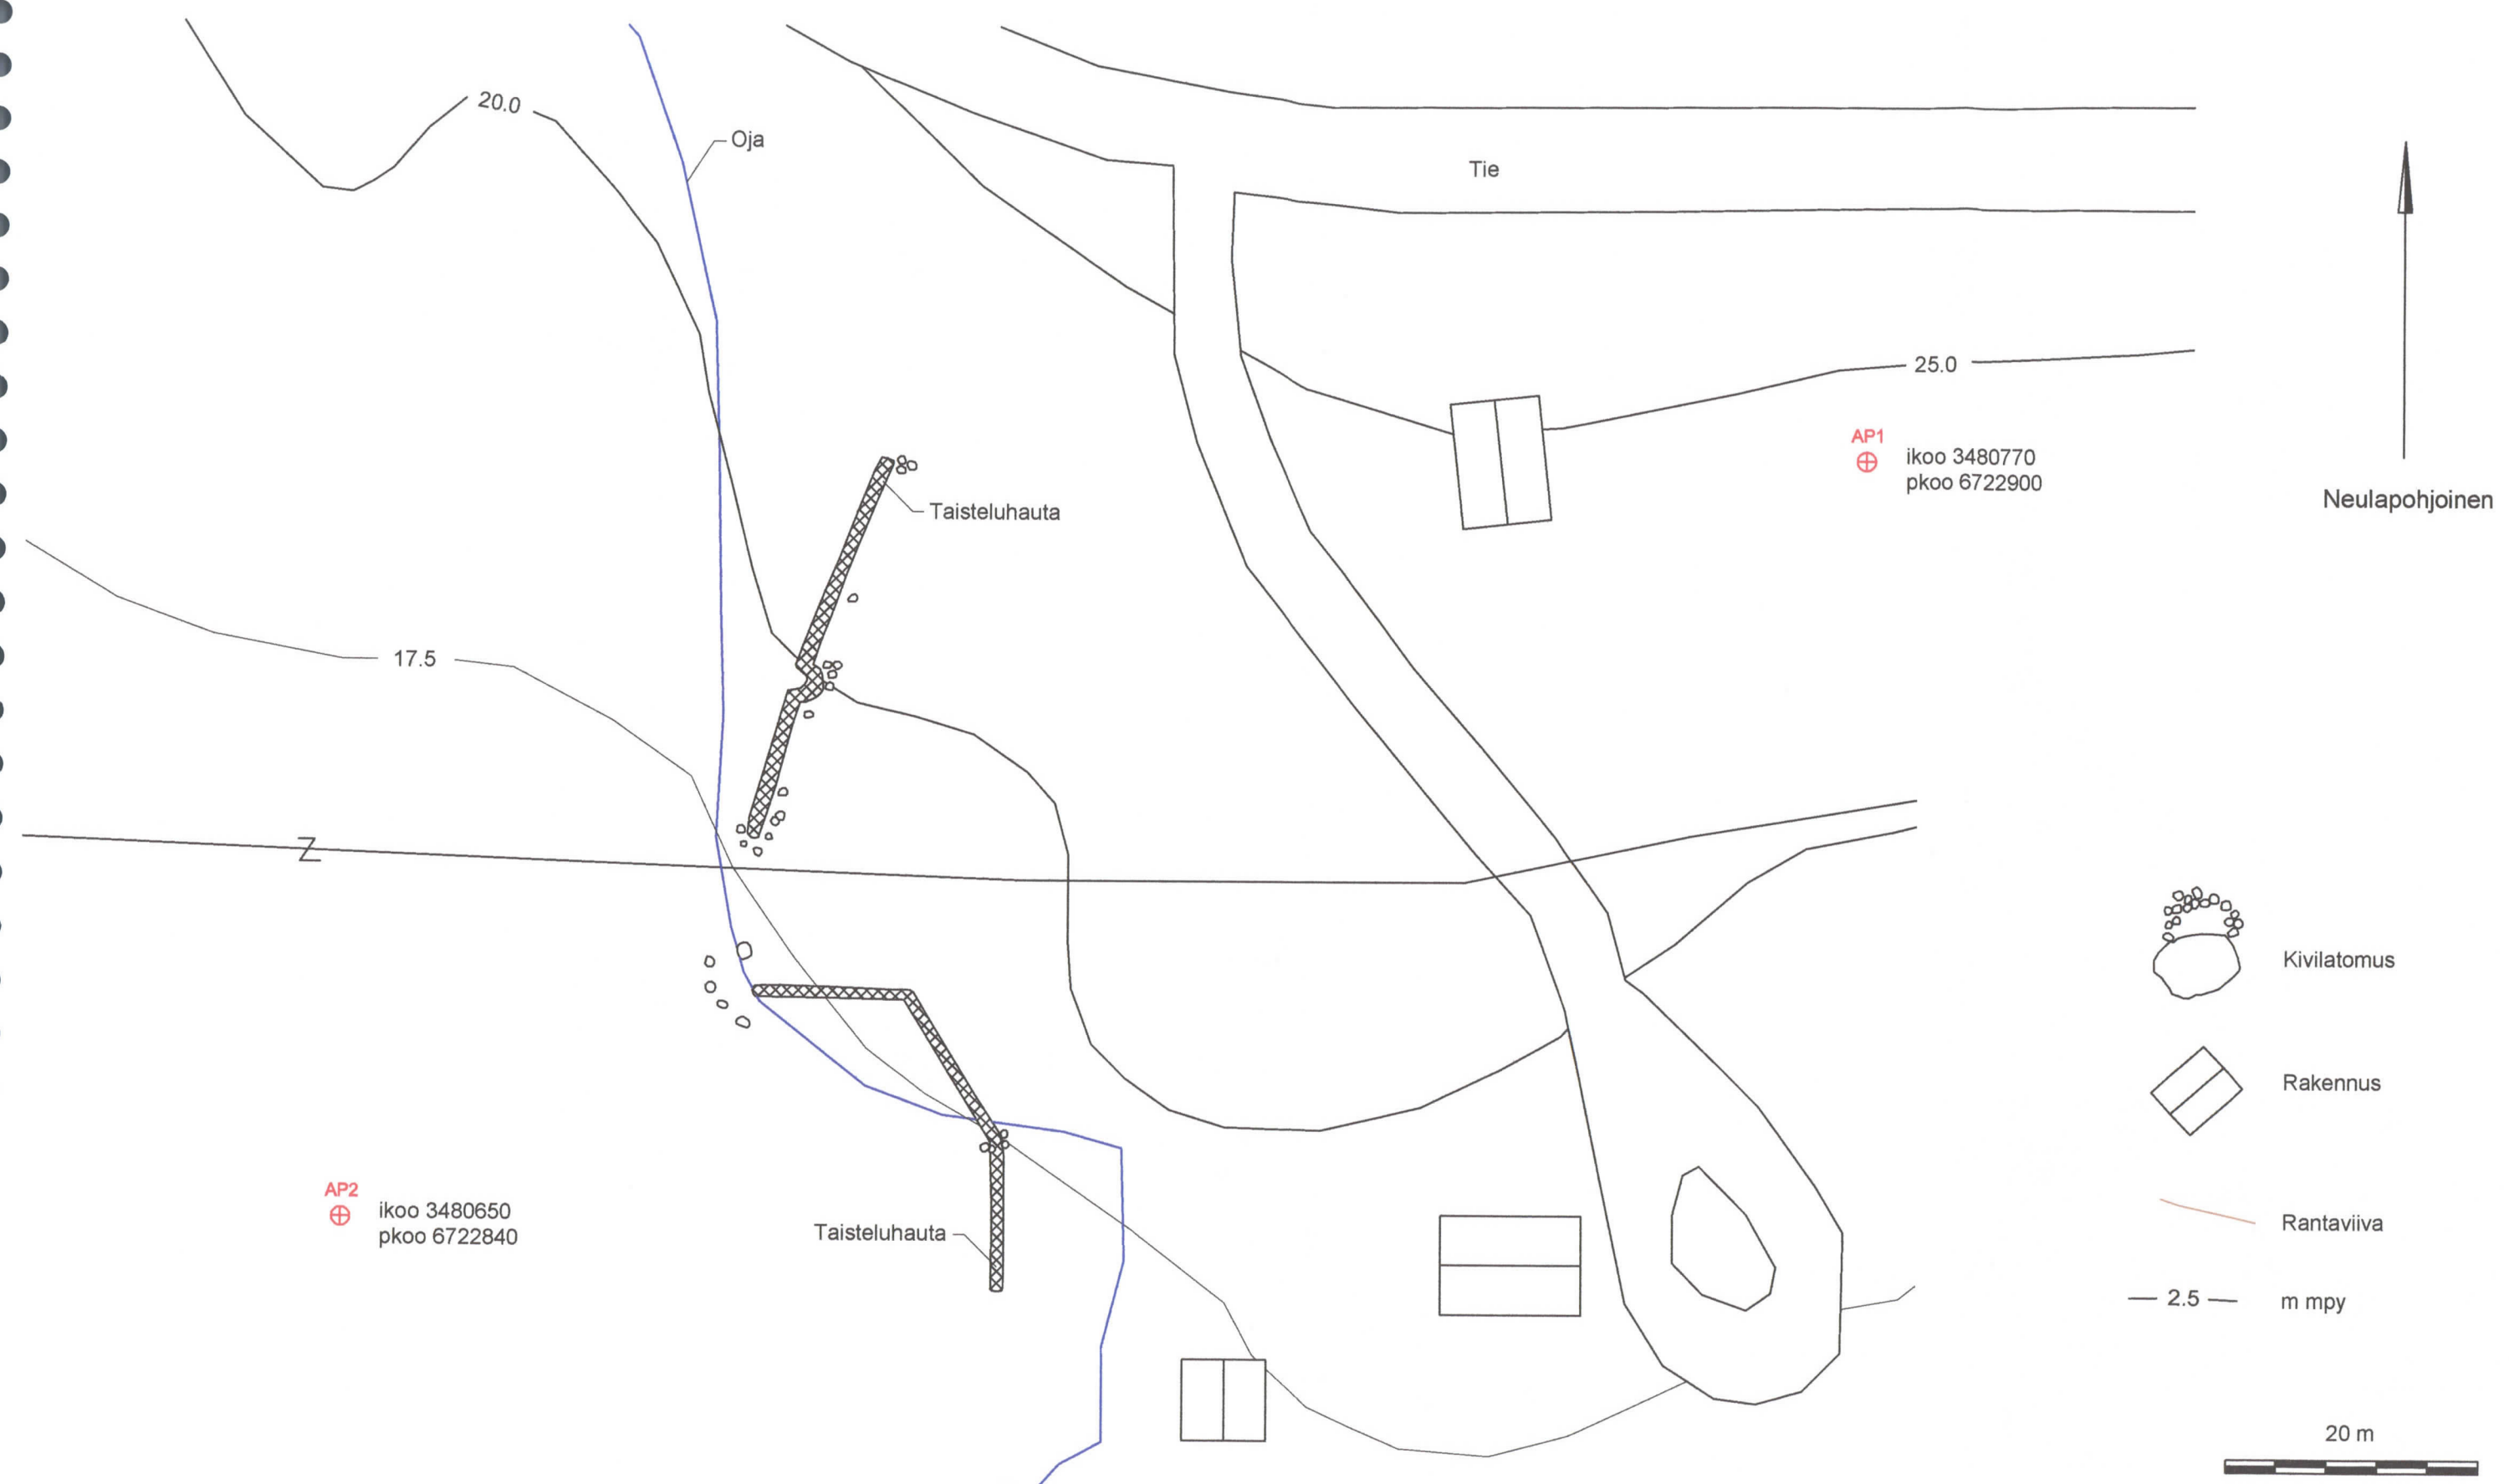 20.0
Oja
Tie
25.0
AP1
ikoo 3480770
pkoo 6722900
Neulapohjoinen
Taisteluhauta
17.5
Z
Kivilatomus
Rakennus
AP2
ikoo 3480650
pkoo 6722840
Taisteluhauta
Rantaviiva
2.5 m mpy
20 m